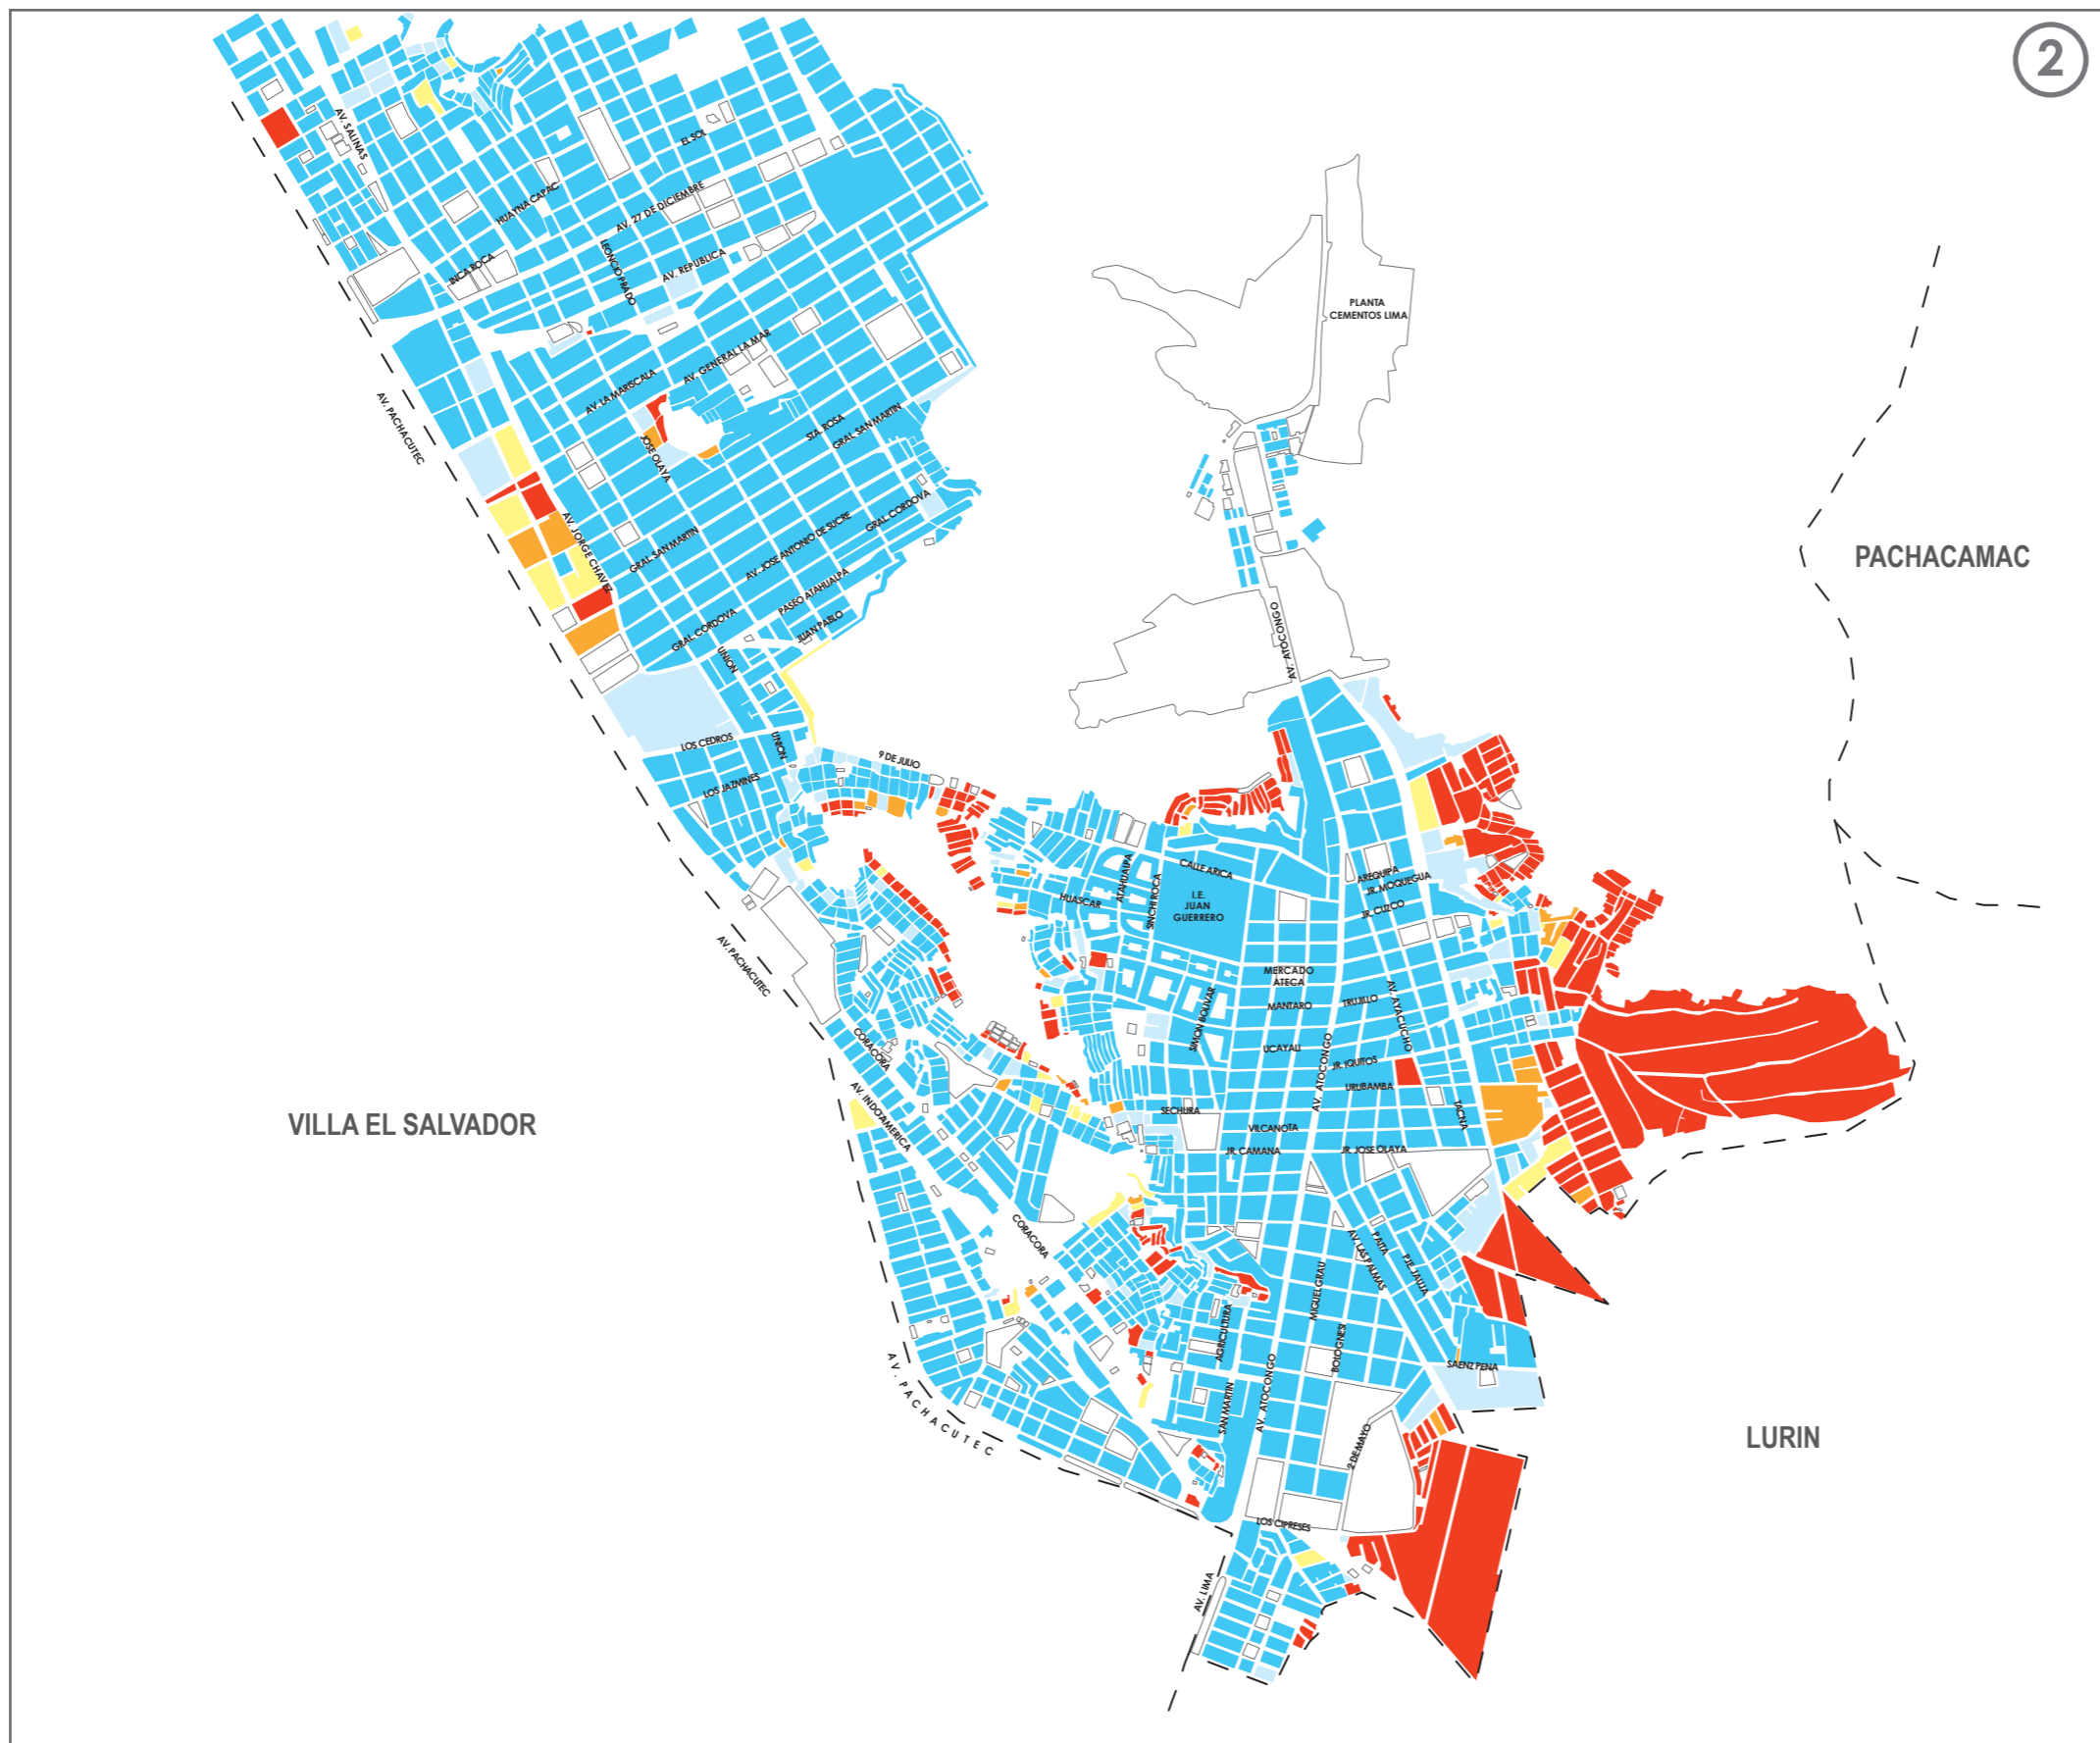 2
AV. SALINAS
EL SOL
HUAYNA CAPAC
AV. 27 DE DICIEMBRE
INCA ROCA
LEONCIO PRADO
AV. REPUBLICA
PLANTA
CEMENTOS LIMA
AV. GENERAL LA MAR
AV. LA MARISCALA
AV. PACHACUTEC
STA. ROSA
GRAL. SAN MARTIN
JOSE OLAYA
AV. JORGE CHAVEZ
GRAL. SAN MARTIN
AV. JOSE ANTONIO DE SUCRE
GRAL. CORDOVA
PACHACAMAC
PASEO ATAHUALPA
GRAL. CORDOVA
JUAN PABLO
UNION
AV. ATOCONGO
LOS CEDROS
UNION
9 DE JULIO
LOS JAZMINES
CALLE ARICA
ATAHUALPA
SINCHI ROCA
HUASCAR
I.E.
JUAN
GUERRERO
AREQUIPA
JR. MOQUEGUA
JR. CUZCO
AV. PACHACUTEC
MERCADO
ATECA
MANTARO
TRUJILLO
AV. AYACUCHO
SIMON BOLIVAR
UCAYALI
JR. IQUITOS
URUBAMBA
AV. ATOCONGO
CORACORA
AV. INDOAMERICA
SECHURA
VILCANOTA
TACNA
JR. CAMANA
JR. JOSE OLAYA
VILLA EL SALVADOR
CORACORA
PAITA
AV. LAS PALMAS
PJE. JAUJA
MIGUEL GRAU
AGRICULTURA
BOLOGNESI
SAENZ PENA
AV. PACHACUTEC
SAN MARTIN
AV. ATOCONGO
2 DE MAYO
LURIN
LOS CIPRESES
AV. LIMA